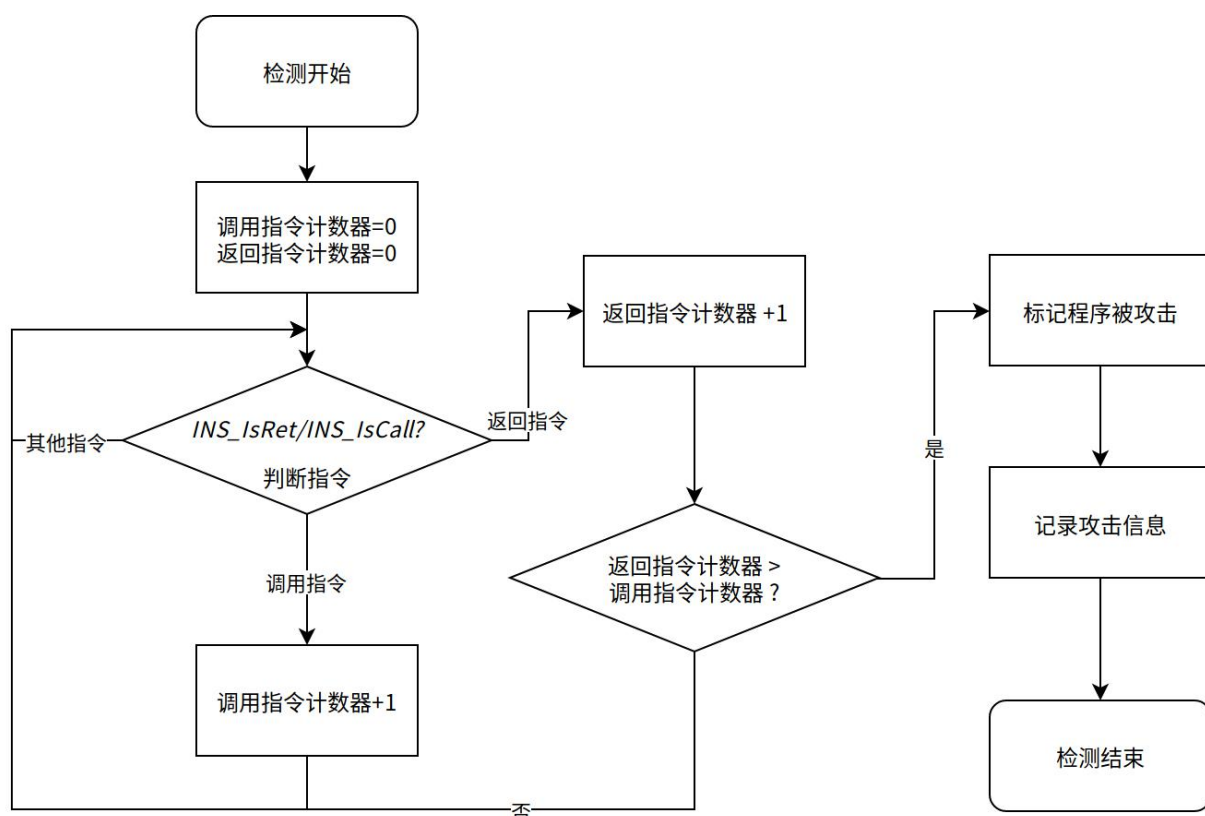 检测开始
调用指令计数器=0
返回指令计数器=0
INS_IsRet/INS_IsCall?
判断指令
其他指令
返回指令
调用指令
调用指令计数器+1
返回指令计数器 +1
返回指令计数器 >
调用指令计数器 ?
否
是
标记程序被攻击
记录攻击信息
检测结束